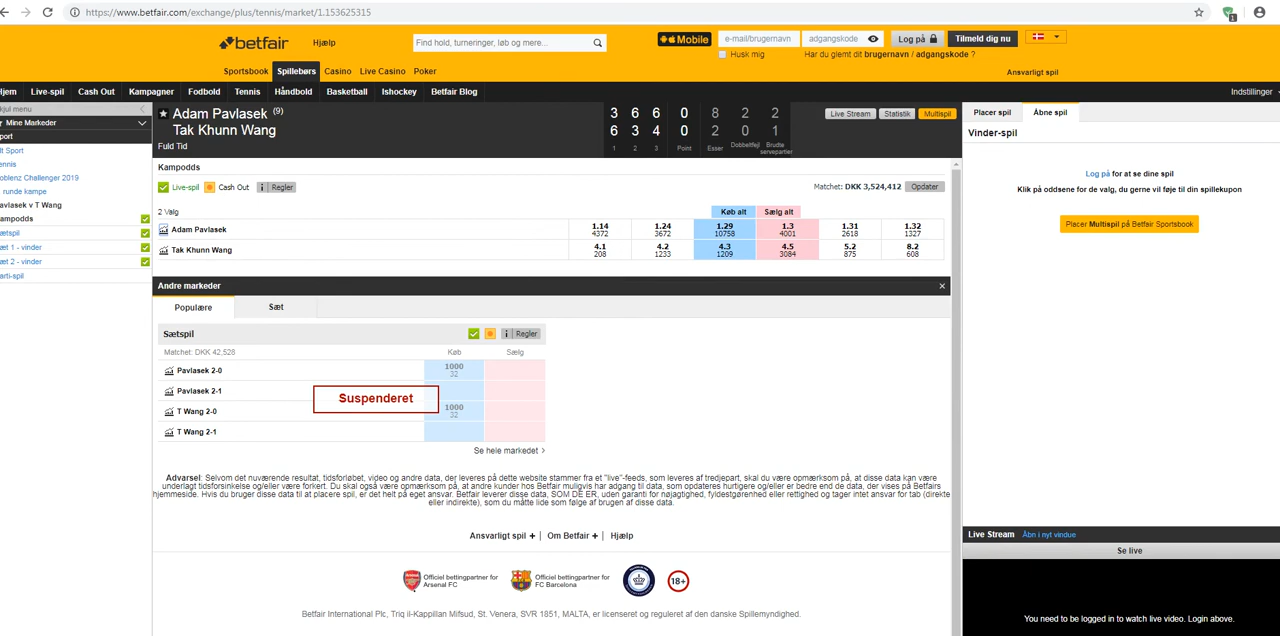 https://www.betfair.com/exchange/plus/tennis/market/1.153625315
1
betfair
Hjælp
Find hold, turneringer, løb og mere...
Mobile
e-mail/brugernavn
adgangskode
Log på
Tilmeld dig nu
Husk mig
Har du glemt dit brugernavn / adgangskode ?
Sportsbook
Spillebørs
Casino
Live Casino
Poker
Ansvarligt spil
Hjem
Live-spil
Cash Out
Kampagner
Fodbold
Tennis
Håndbold
Basketball
Ishockey
Betfair Blog
Indstillinger
kjul menu
Mine Markeder
port
lt Sport
ennis
oblenz Challenger 2019
runde kampe
avlasek v T Wang
ampodds
ætspil
æt 1 - vinder
æt 2 - vinder
arti-spil
Adam Pavlasek (9)
Tak Khunn Wang
Fuld Tid
3 6 6 0 8 2 2
6 3 4 0 2 0 1
1 2 3 Point Esser Dobbeltfejl Brudte servepartier
Live Stream
Statistik
Multispil
Kampodds
Live-spil
Cash Out
i Regler
Matchet: DKK 3,524,412
Opdater
2 Valg
Køb alt
Sælg alt
Adam Pavlasek
1.14 1.24 1.29 1.3 1.31 1.32
4372 3672 10758 4001 2618 1327
Tak Khunn Wang
4.1 4.2 4.3 4.5 5.2 8.2
208 1233 1209 3084 875 608
Andre markeder
×
Populære
Sæt
Sætspil
i Regler
Matchet: DKK 42,528
Køb
Sælg
Pavlasek 2-0
1000
32
Pavlasek 2-1
Suspenderet
T Wang 2-0
1000
32
T Wang 2-1
Se hele markedet >
Advarsel: Selvom det nuværende resultat, tidsforløbet, video og andre data, der leveres på dette website stammer fra et "live"-feeds, som leveres af tredjepart, skal du være opmærksom på, at disse data kan være
underlagt tidsforsinkelse og/eller være forkert. Du skal også være opmærksom på, at andre kunder hos Betfair muligvis har adgang til data, som opdateres hurtigere og/eller er bedre end de data, der vises på Betfairs
hjemmeside. Hvis du bruger disse data til at placere spil, er det helt på eget ansvar. Betfair leverer disse data, SOM DE ER, uden garanti for nøjagtighed, fyldestgørenhed eller rettighed og tager intet ansvar for tab (direkte
eller indirekte), som du måtte lide som følge af brugen af disse data.
Ansvarligt spil + |
Om Betfair + |
Hjælp
Officiel bettingpartner for
Arsenal FC
Officiel bettingpartner for
FC Barcelona
18+
Betfair International Plc, Triq il-Kappillan Mifsud, St. Venera, SVR 1851, MALTA, er licenseret og reguleret af den danske Spillemyndighed.
Placer spil
Åbne spil
Vinder-spil
Log på for at se dine spil
Klik på oddsene for de valg, du gerne vil føje til din spillekupon
Placer Multispil på Betfair Sportsbook
Live Stream
Åbn i nyt vindue
Se live
You need to be logged in to watch live video. Login above.